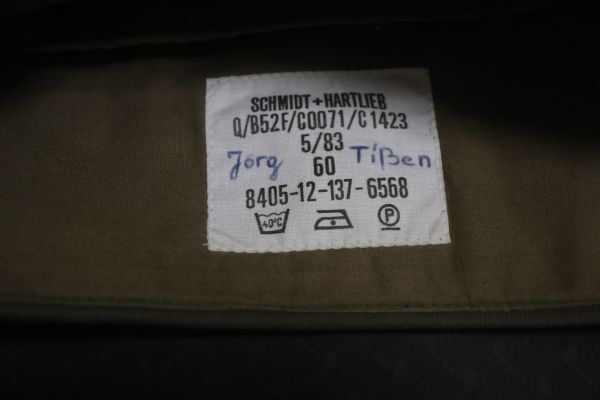 SCHMIDT+HARTLIEB
Q/B52F/C0071/C1423
5/83
Jörg Tißen
60
8405-12-137-6568
40°C P